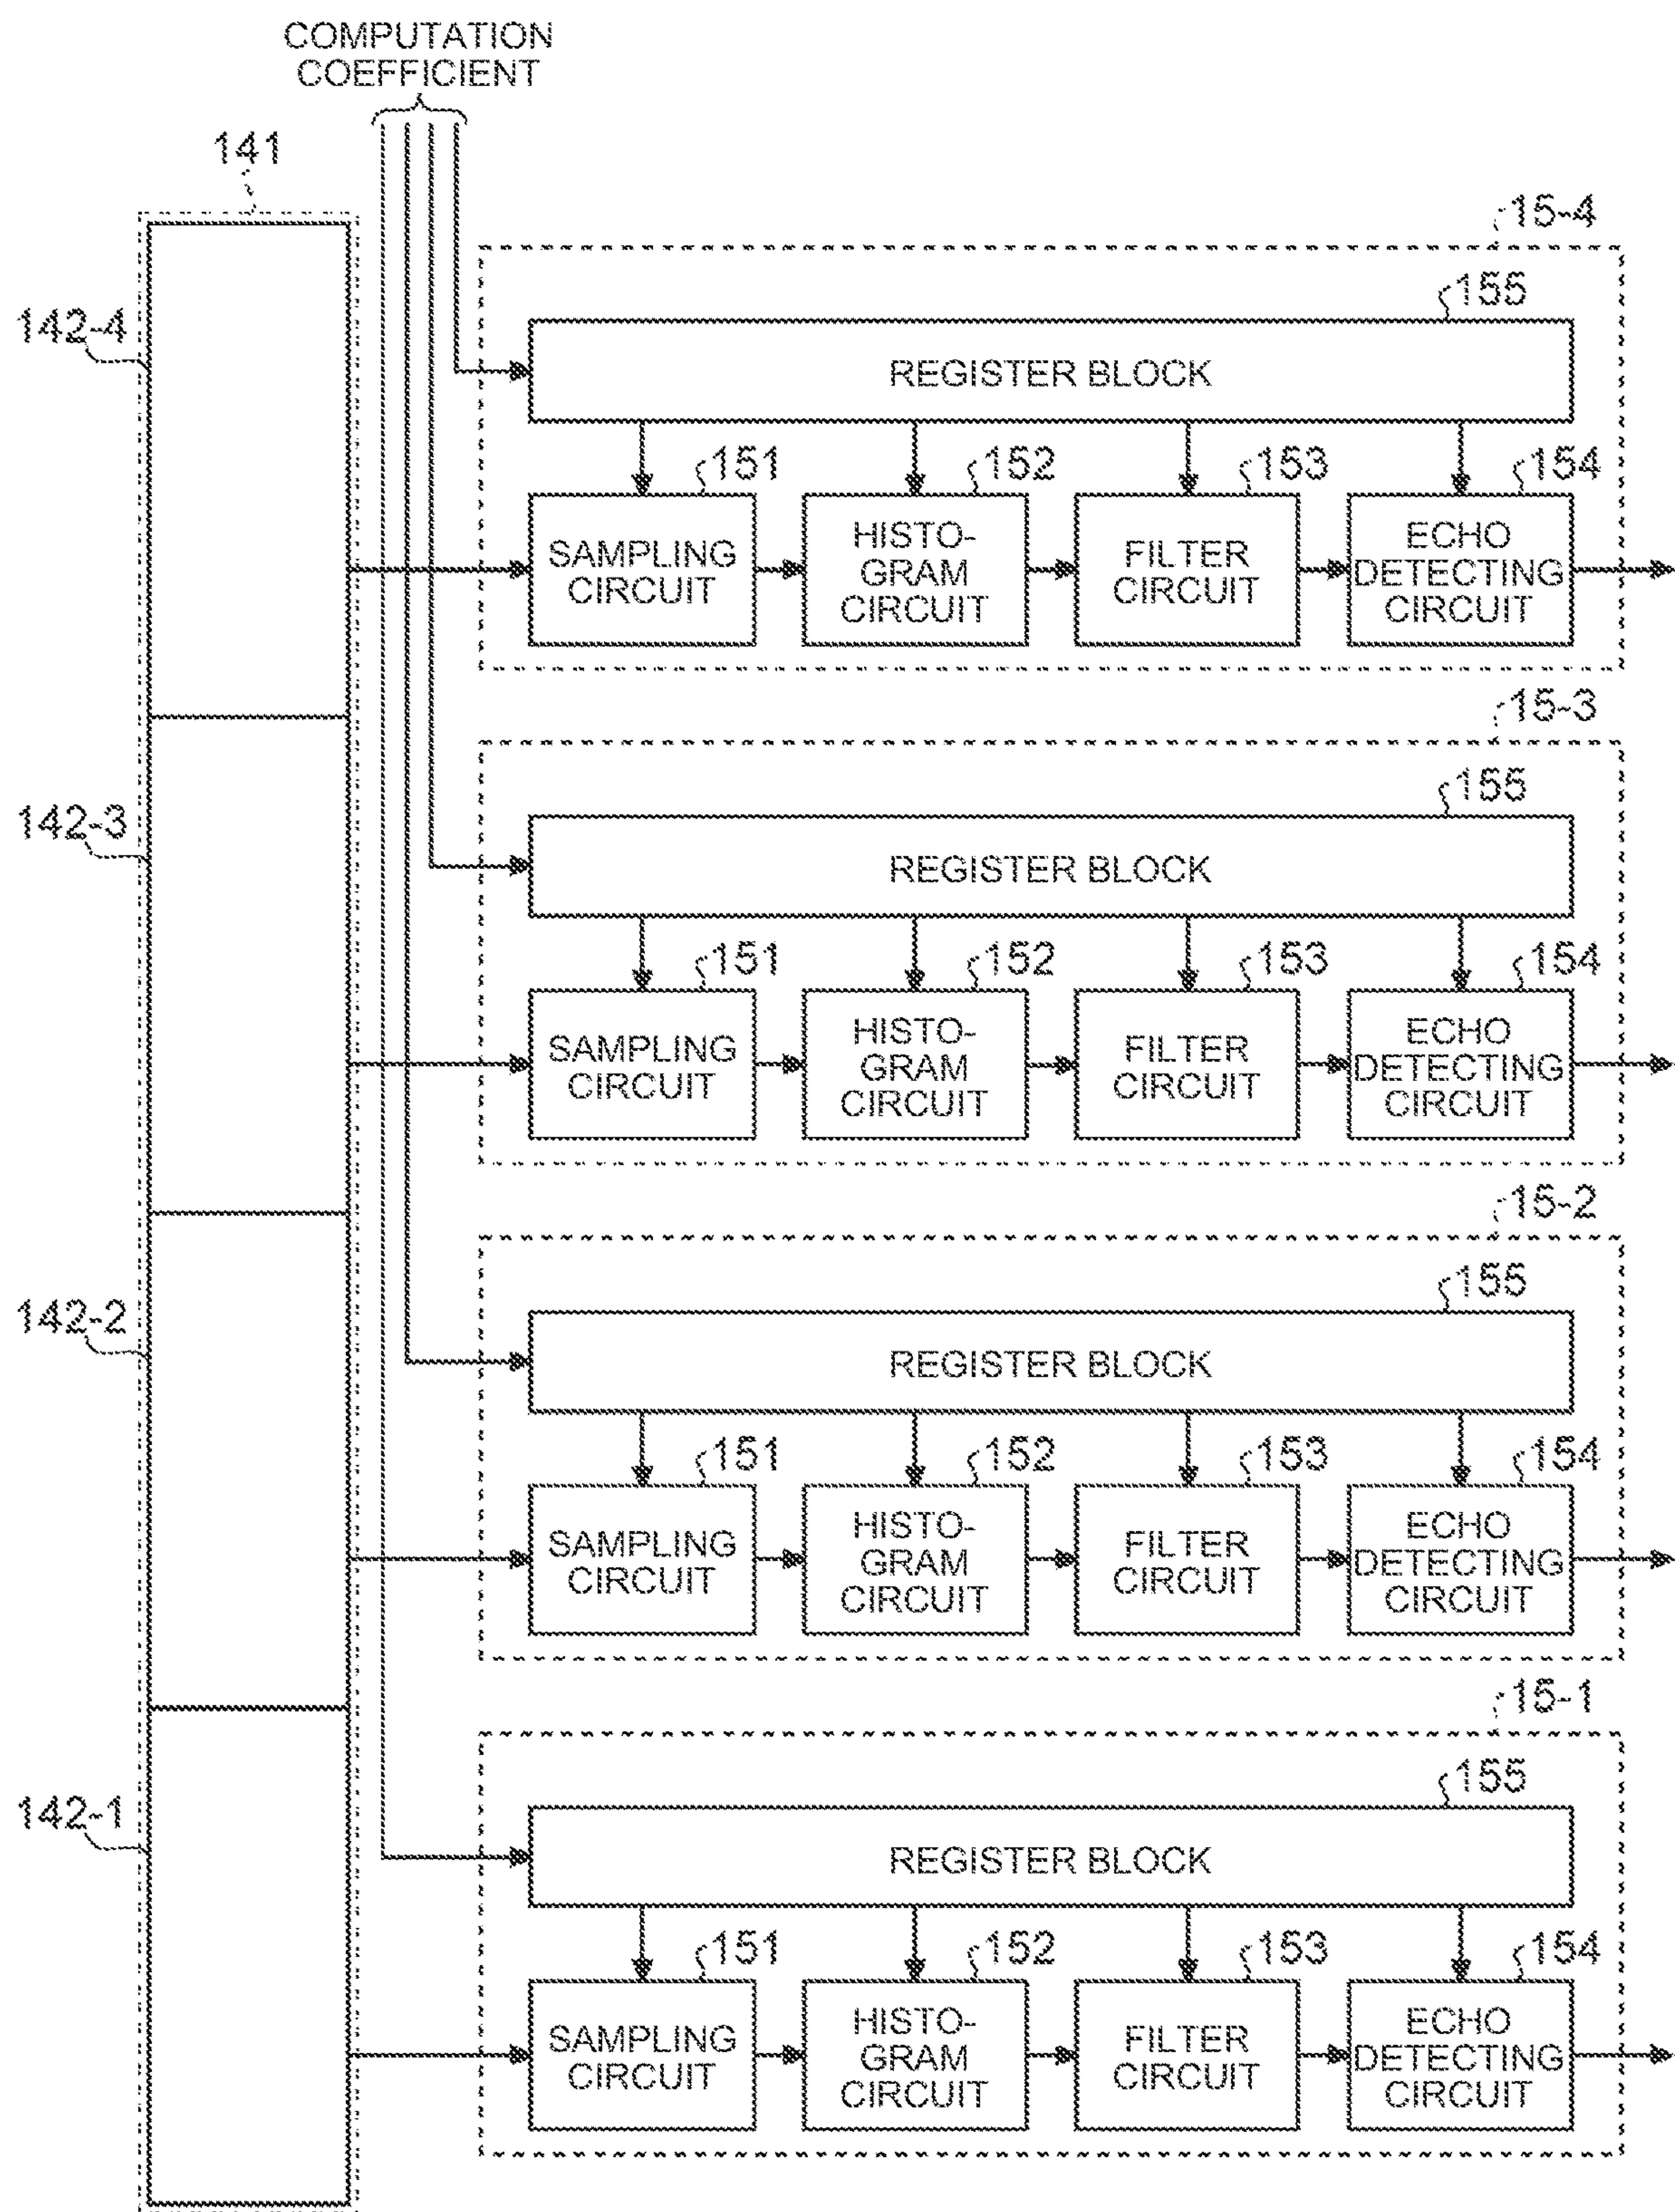 COMPUTATION
COEFFICIENT
141
15-4
142-4
155
REGISTER BLOCK
151
152
153
154
SAMPLING
CIRCUIT
HISTO-
GRAM
CIRCUIT
FILTER
CIRCUIT
ECHO
DETECTING
CIRCUIT
15-3
142-3
155
REGISTER BLOCK
151
152
153
154
SAMPLING
CIRCUIT
HISTO-
GRAM
CIRCUIT
FILTER
CIRCUIT
ECHO
DETECTING
CIRCUIT
15-2
142-2
155
REGISTER BLOCK
151
152
153
154
SAMPLING
CIRCUIT
HISTO-
GRAM
CIRCUIT
FILTER
CIRCUIT
ECHO
DETECTING
CIRCUIT
15-1
142-1
155
REGISTER BLOCK
151
152
153
154
SAMPLING
CIRCUIT
HISTO-
GRAM
CIRCUIT
FILTER
CIRCUIT
ECHO
DETECTING
CIRCUIT